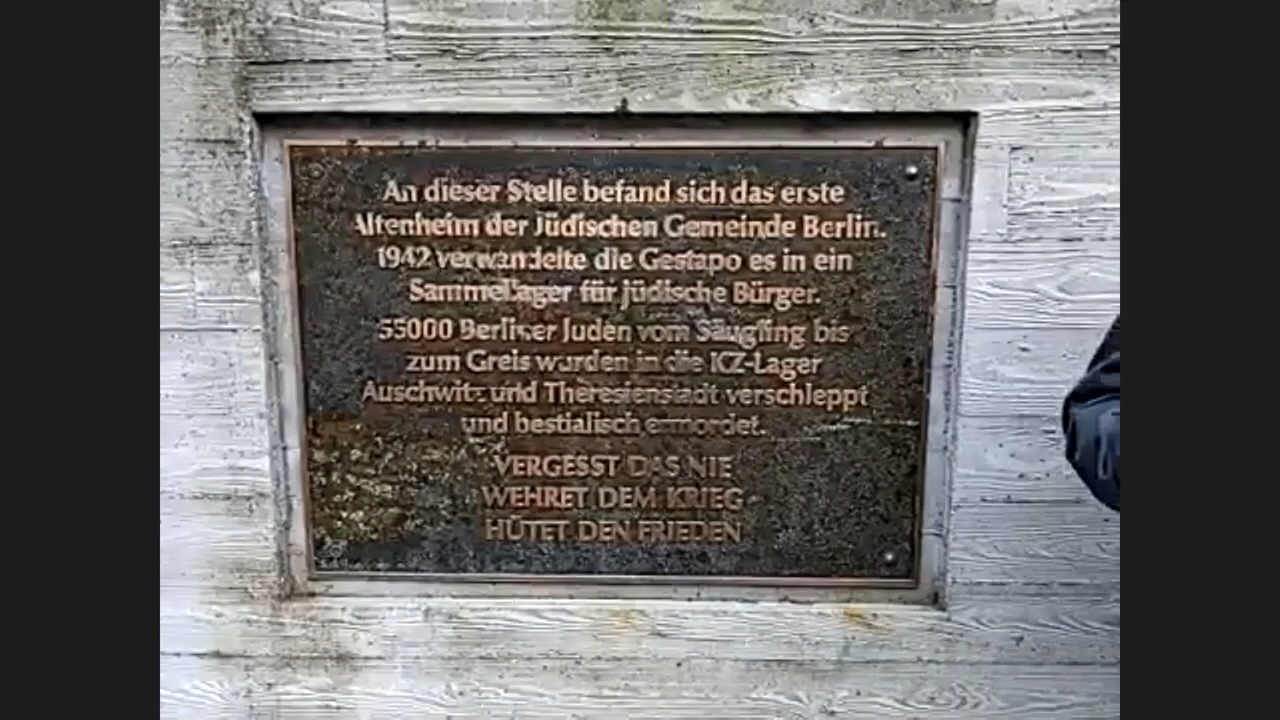 An dieser Stelle befand sich das erste
Altenheim der Jüdischen Gemeinde Berlin.
1942 verwandelte die Gestapo es in ein
Sammellager für jüdische Bürger.
55000 Berliner Juden vom Säugling bis
zum Greis wurden in die KZ-Lager
Auschwitz und Theresienstadt verschleppt
und bestialisch ermordet.
VERGESST DAS NIE
WEHRET DEM KRIEG
HÜTET DEN FRIEDEN